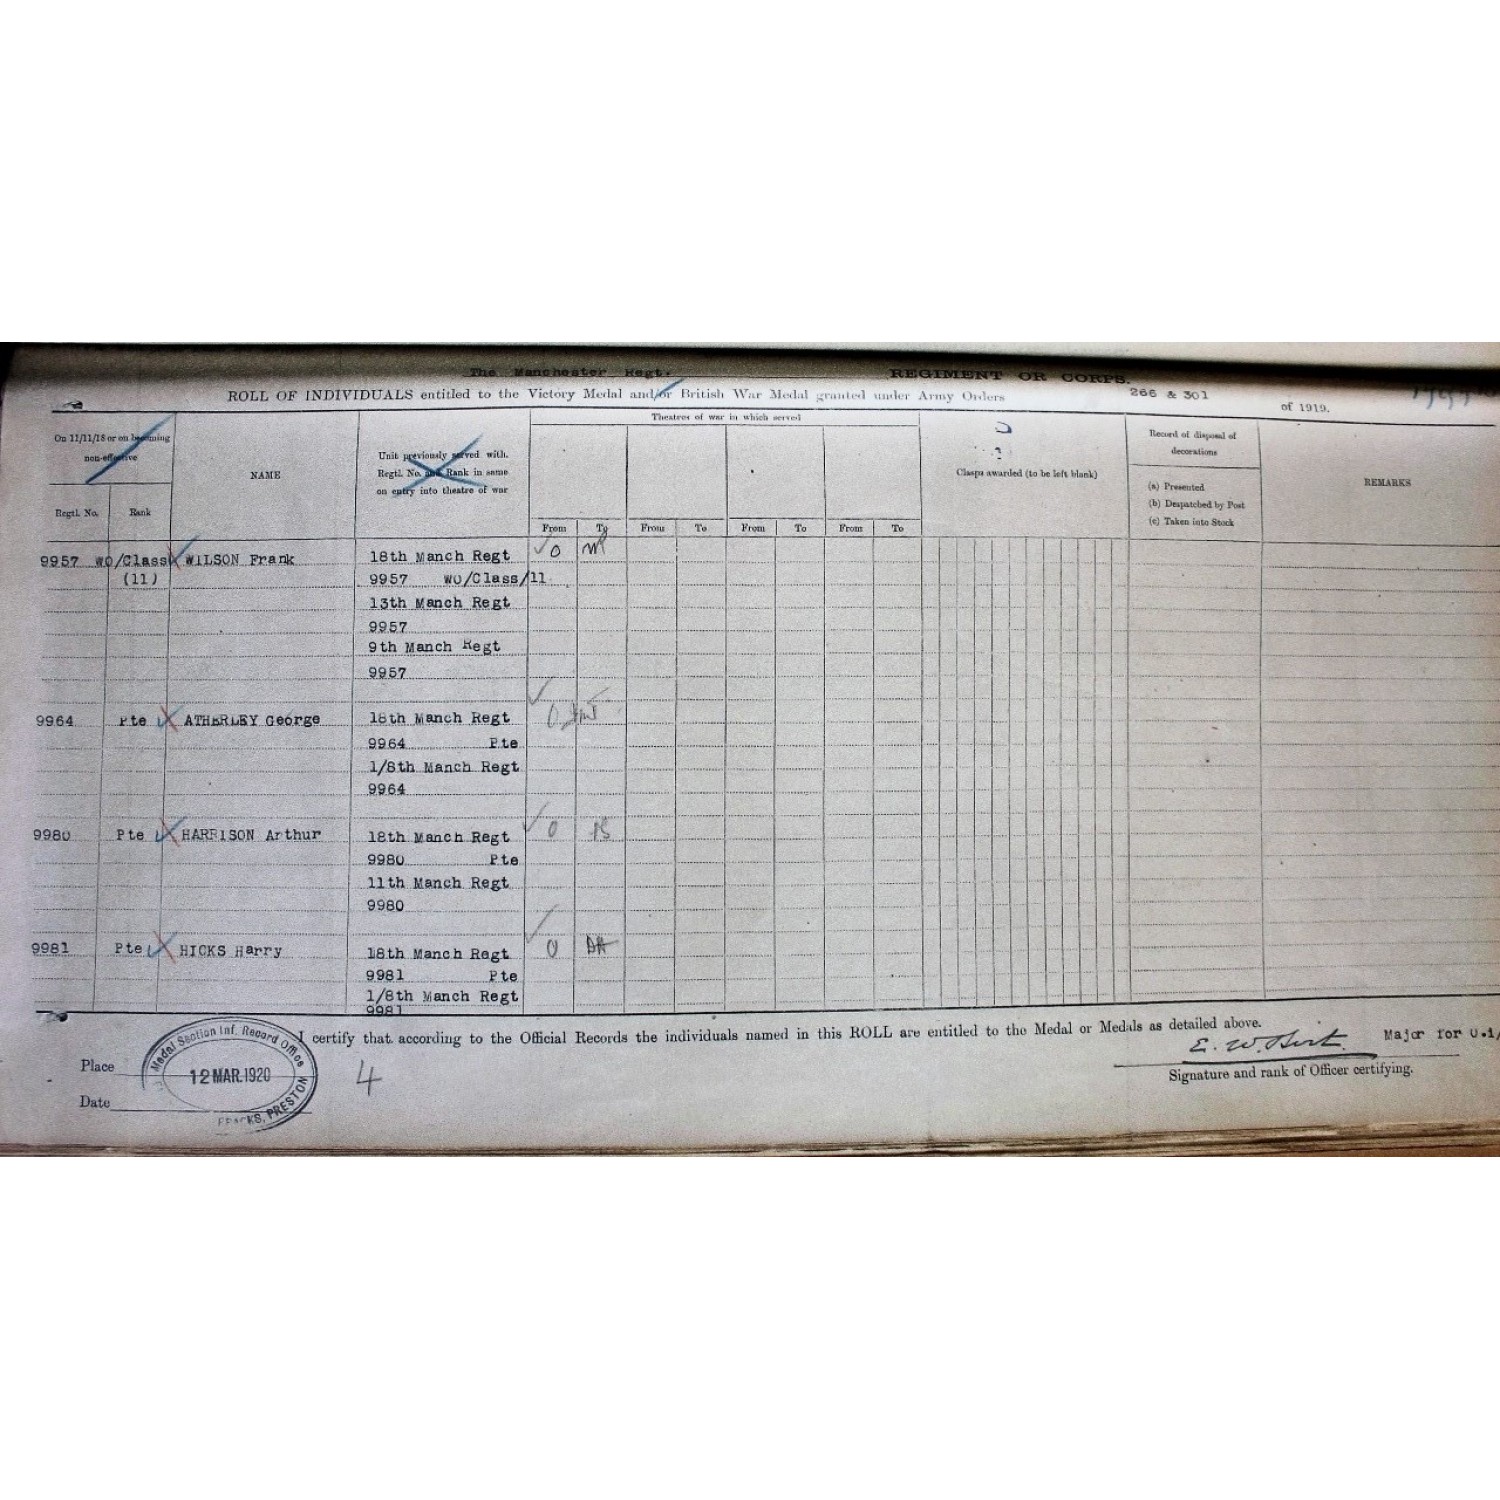 The Manchester Regt. REGIMENT OR CORPS.
ROLL OF INDIVIDUALS entitled to the Victory Medal and/or British War Medal granted under Army Orders 266 & 301 of 1919.
On 11/11/18 or on becoming
non-effective
Regtl. No.
Rank
NAME
Unit previously served with.
Regtl. No. and Rank in same
on entry into theatre of war
Theatres of war in which served
From To From To From To From To
Clasps awarded (to be left blank)
Record of disposal of
decorations
(a) Presented
(b) Despatched by Post
(c) Taken into Stock
REMARKS
9957 WO/Class WILSON Frank 18th Manch Regt O
(11) 9957 WO/Class/11
13th Manch Regt
9957
9th Manch Regt
9957
9964 Pte ATHERLEY George 18th Manch Regt O
9964 Pte
1/8th Manch Regt
9964
9980 Pte HARRISON Arthur 18th Manch Regt O
9980 Pte
11th Manch Regt
9980
9981 Pte HICKS Harry 18th Manch Regt O
9981 Pte
1/8th Manch Regt
9981
I certify that according to the Official Records the individuals named in this ROLL are entitled to the Medal or Medals as detailed above.
Place
Date
Medal Section Inf. Record Office
12 MAR.1920
PRESTON
4
E. W. Major for O.i/
Signature and rank of Officer certifying.